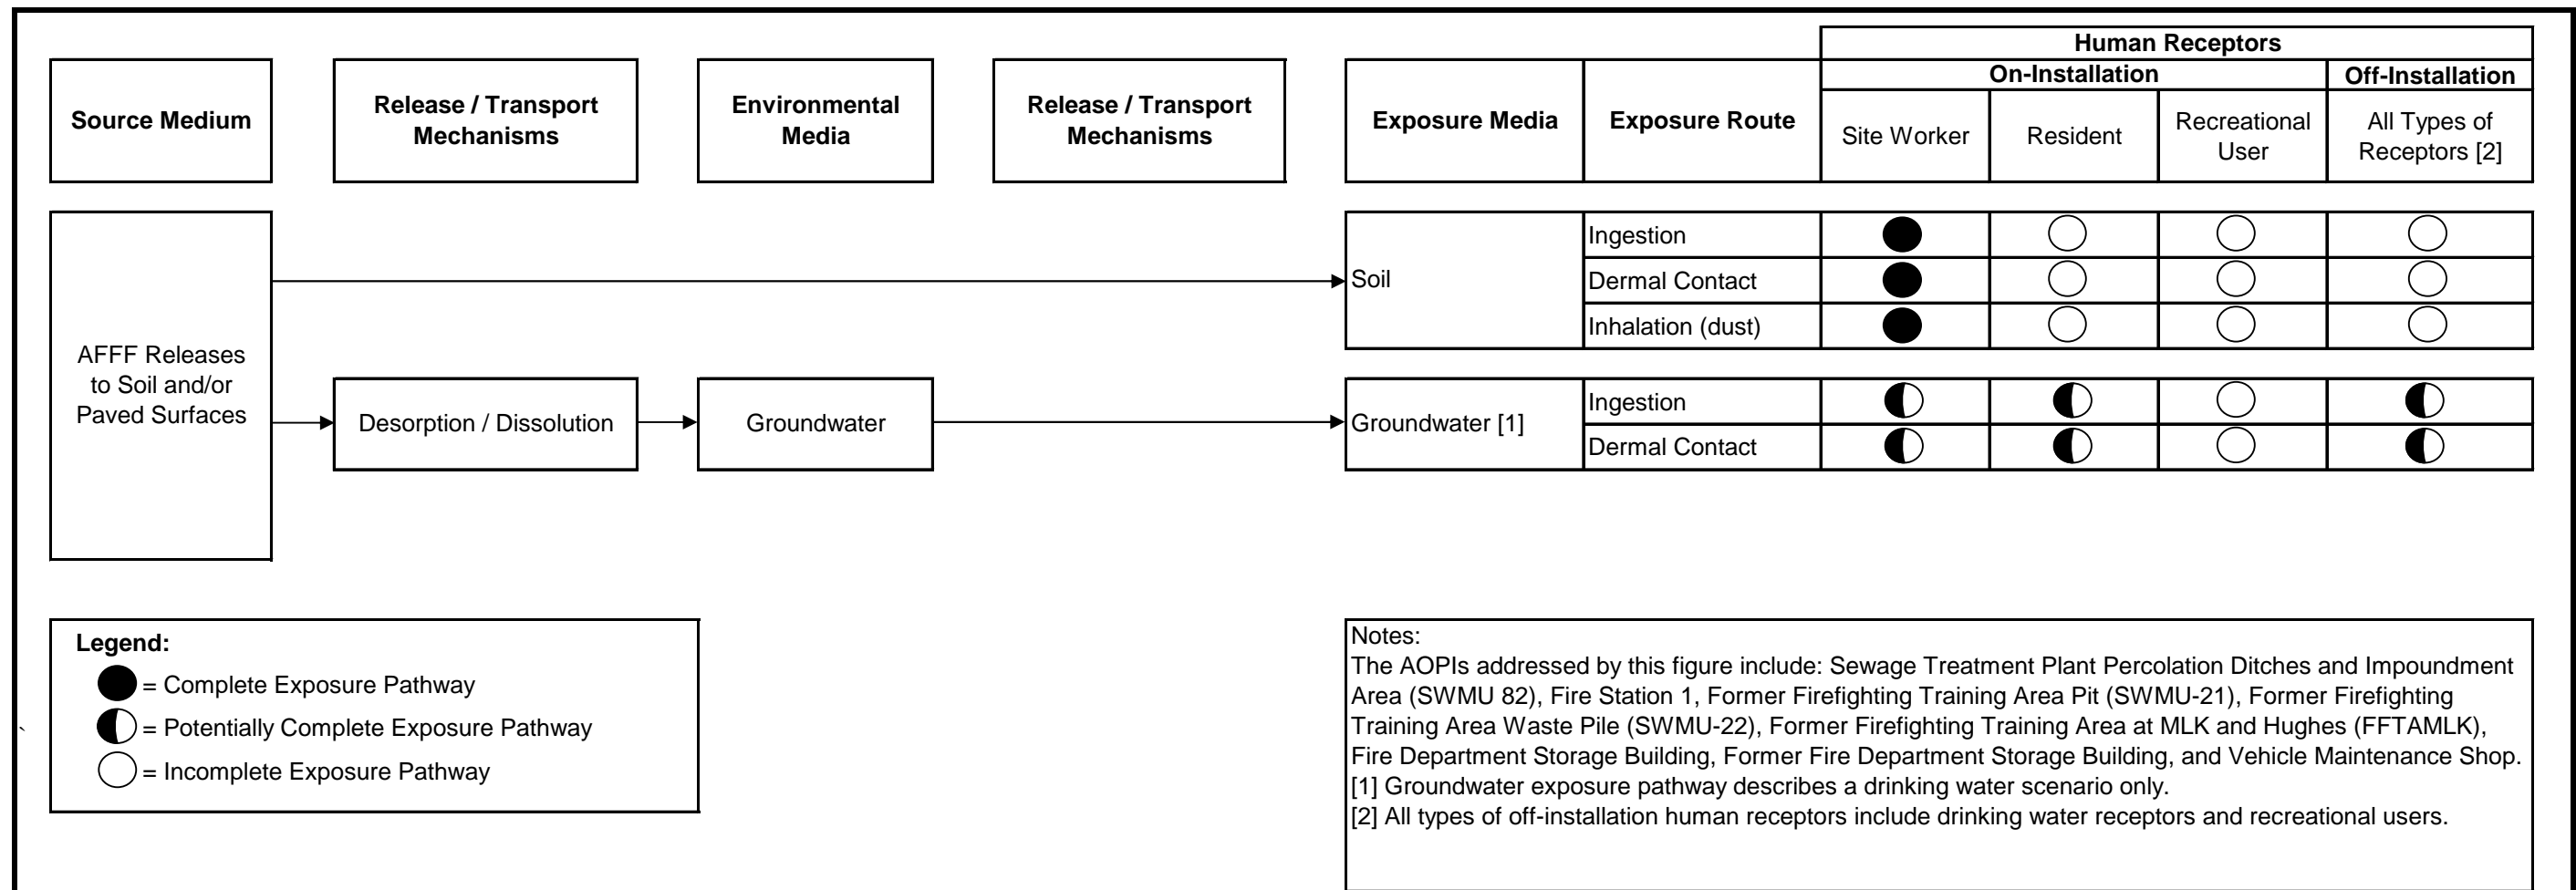 Human Receptors
On-Installation
Off-Installation
Source Medium
Release / Transport
Mechanisms
Environmental
Media
Release / Transport
Mechanisms
Exposure Media
Exposure Route
Site Worker
Resident
Recreational
User
All Types of
Receptors [2]
AFFF Releases
to Soil and/or
Paved Surfaces
Soil
Ingestion
Dermal Contact
Inhalation (dust)
Desorption / Dissolution
Groundwater
Groundwater [1]
Ingestion
Dermal Contact
Legend:
= Complete Exposure Pathway
= Potentially Complete Exposure Pathway
= Incomplete Exposure Pathway
`
Notes:
The AOPIs addressed by this figure include: Sewage Treatment Plant Percolation Ditches and Impoundment
Area (SWMU 82), Fire Station 1, Former Firefighting Training Area Pit (SWMU-21), Former Firefighting
Training Area Waste Pile (SWMU-22), Former Firefighting Training Area at MLK and Hughes (FFTAMLK),
Fire Department Storage Building, Former Fire Department Storage Building, and Vehicle Maintenance Shop.
[1] Groundwater exposure pathway describes a drinking water scenario only.
[2] All types of off-installation human receptors include drinking water receptors and recreational users.